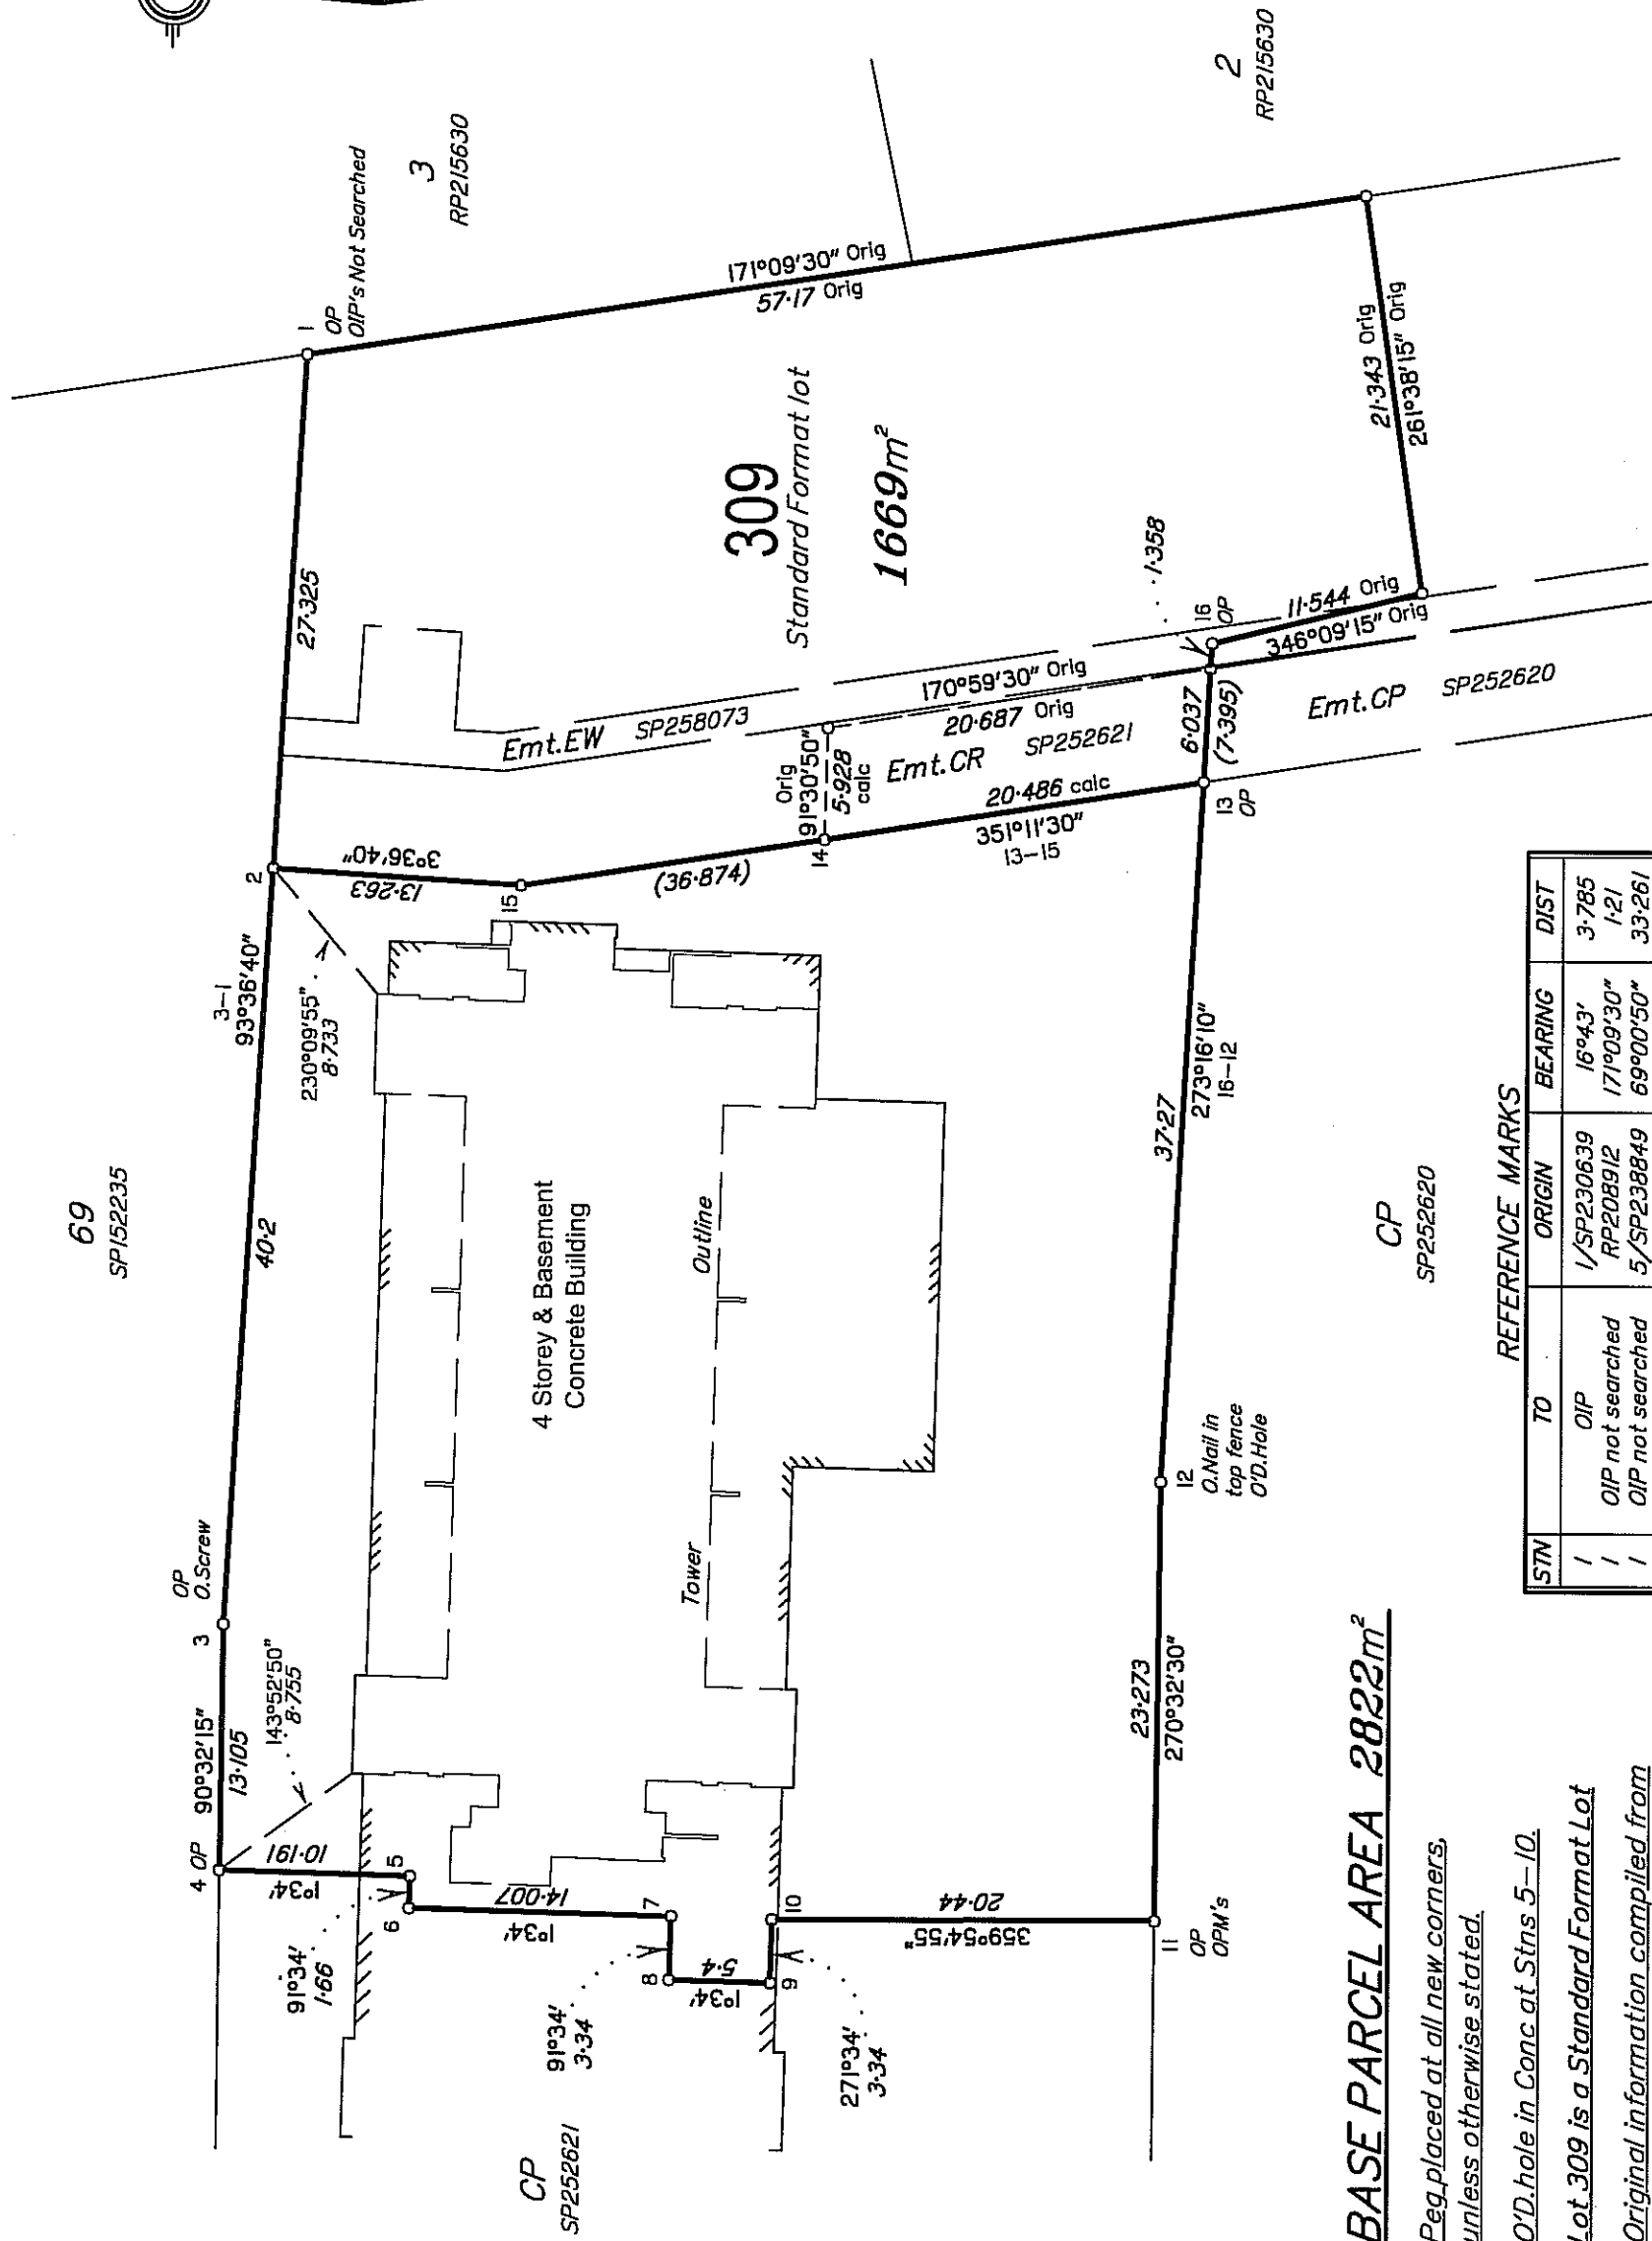 69
SP152235
3
RP215630
2
RP215630
1
OP
OIP's Not Searched
OP
O.Screw
3
4 OP
90°32'15"
13·105
143°52'50"
8·755
3-1
93°36'40"
40·2
230°09'55"
8·733
2
27·325
3°36'40"
13·263
15
(36·874)
171°09'30" Orig
57·17 Orig
309
Standard Format lot
1669m²
Emt.EW SP258073
Orig
91°30'50"
5·928
calc
14
170°59'30" Orig
20·687 Orig
Emt.CR SP252621
20·486 calc
351°11'30"
13-15
1·358
16
OP
6·037
(7·395)
13
OP
11·544 Orig
346°09'15" Orig
21·343 Orig
261°38'15" Orig
Emt.CP SP252620
1°34'
10·191
5
6
91°34'
1·66
1°34'
14·007
7
8
91°34'
3·34
1°34'
5·4
9
10
271°34'
3·34
359°54'55"
20·44
4 Storey & Basement
Concrete Building
Tower Outline
CP
SP252621
11
OP
OPM's
23·273
270°32'30"
12
O.Nail in
top fence
O'D.Hole
37·27
273°16'10"
16-12
CP
SP252620
BASE PARCEL AREA 2822m²
Peg placed at all new corners,
unless otherwise stated.
O'D.hole in Conc at Stns 5-10.
Lot 309 is a Standard Format Lot
Original information compiled from
REFERENCE MARKS
STN TO ORIGIN BEARING DIST
1 OIP 1/SP230639 16°43' 3·785
1 OIP not searched RP208912 171°09'30" 1·21
1 OIP not searched 5/SP238849 69°00'50" 33·261